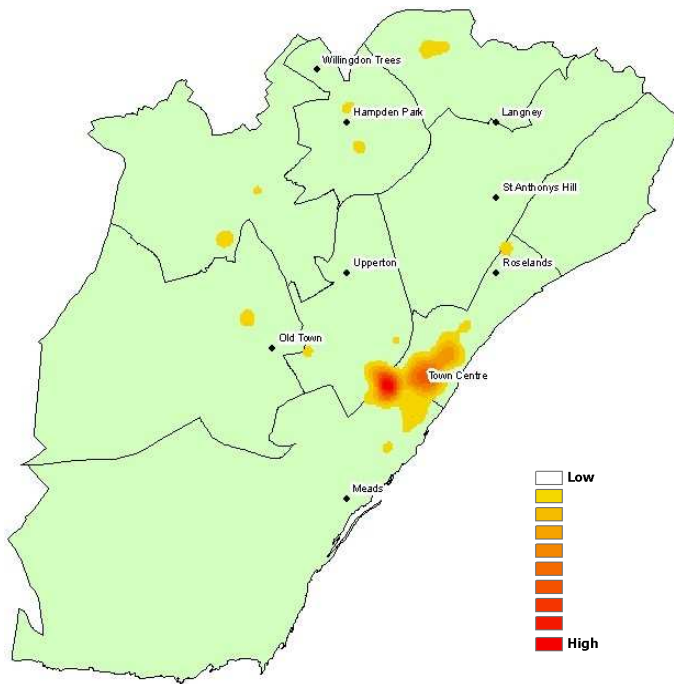 Willingdon Trees
Hampden Park
Langney
St Anthonys Hill
Upperton
Roselands
Old Town
Town Centre
Low
Meads
High